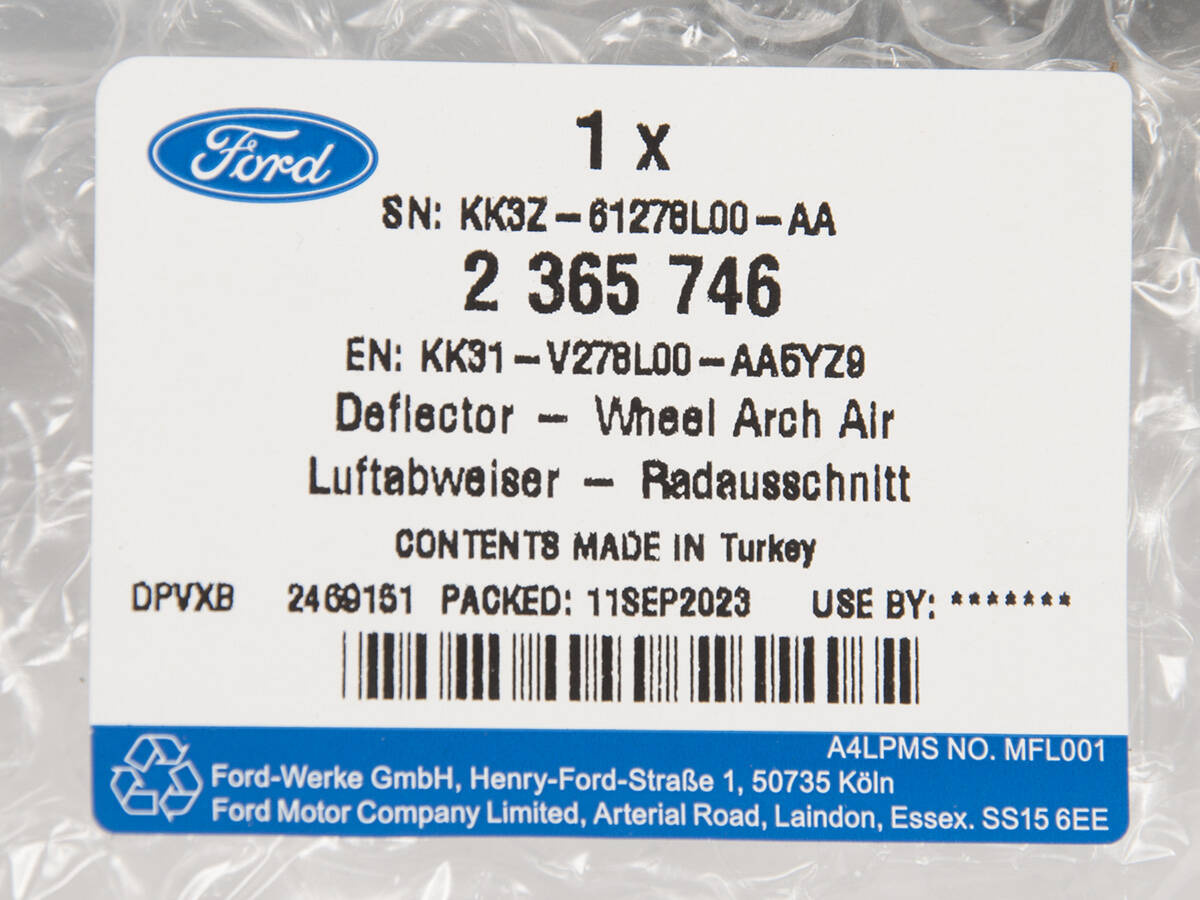 Ford
1 x
SN: KK3Z-61278L00-AA
2 365 746
EN: KK31-V278L00-AA5YZ9
Deflector - Wheel Arch Air
Luftabweiser - Radausschnitt
CONTENTS MADE IN Turkey
DPVXB 2469151 PACKED: 11SEP2023 USE BY: *******
A4LPMS NO. MFL001
Ford-Werke GmbH, Henry-Ford-Straße 1, 50735 Köln
Ford Motor Company Limited, Arterial Road, Laindon, Essex. SS15 6EE